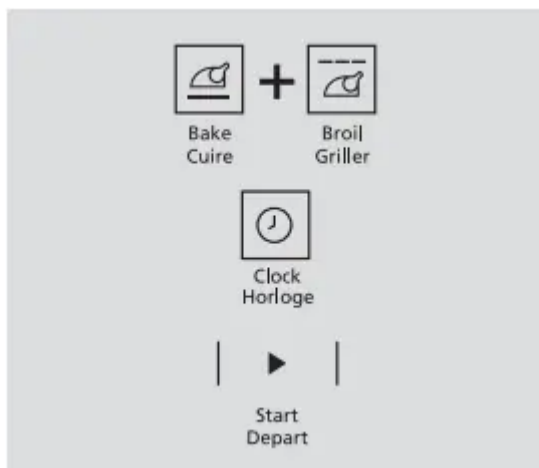 Bake Broil
Cuire Griller
Clock
Horloge
Start
Depart